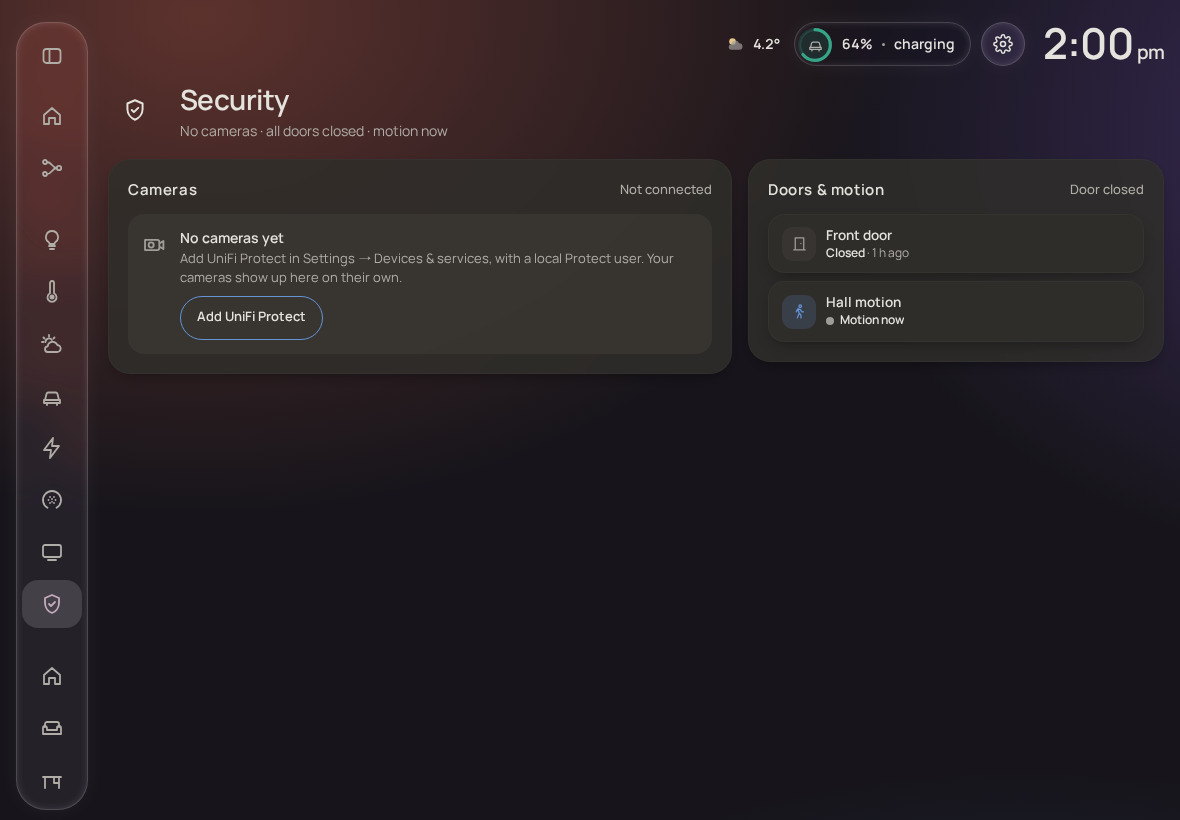 4.2°
64% • charging
2:00 pm
Security
No cameras · all doors closed · motion now
Cameras
Not connected
No cameras yet
Add UniFi Protect in Settings → Devices & services, with a local Protect user. Your
cameras show up here on their own.
Add UniFi Protect
Doors & motion
Door closed
Front door
Closed · 1 h ago
Hall motion
Motion now